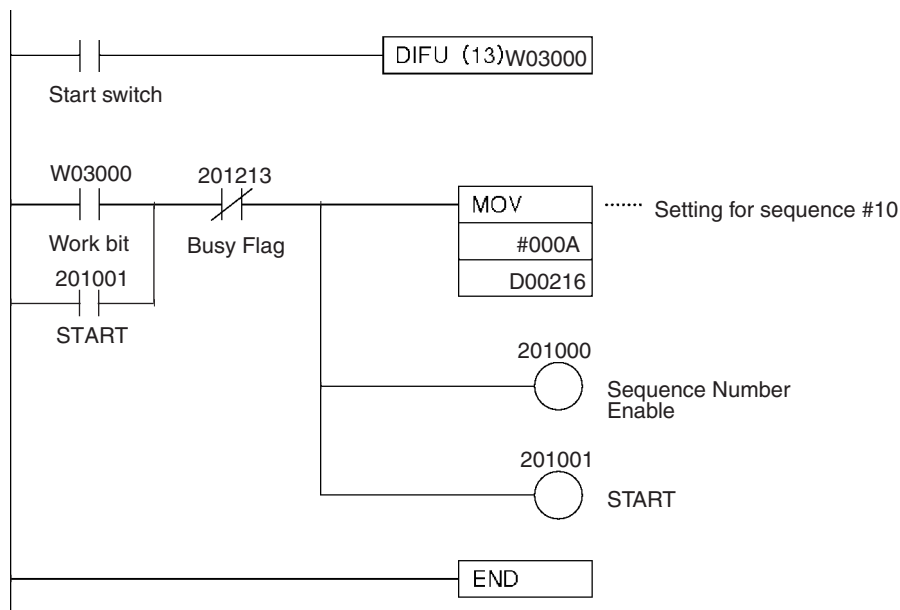 DIFU (13)W03000
Start switch
W03000
201213
MOV
....... Setting for sequence #10
Work bit
Busy Flag
#000A
201001
D00216
START
201000
Sequence Number
Enable
201001
START
END